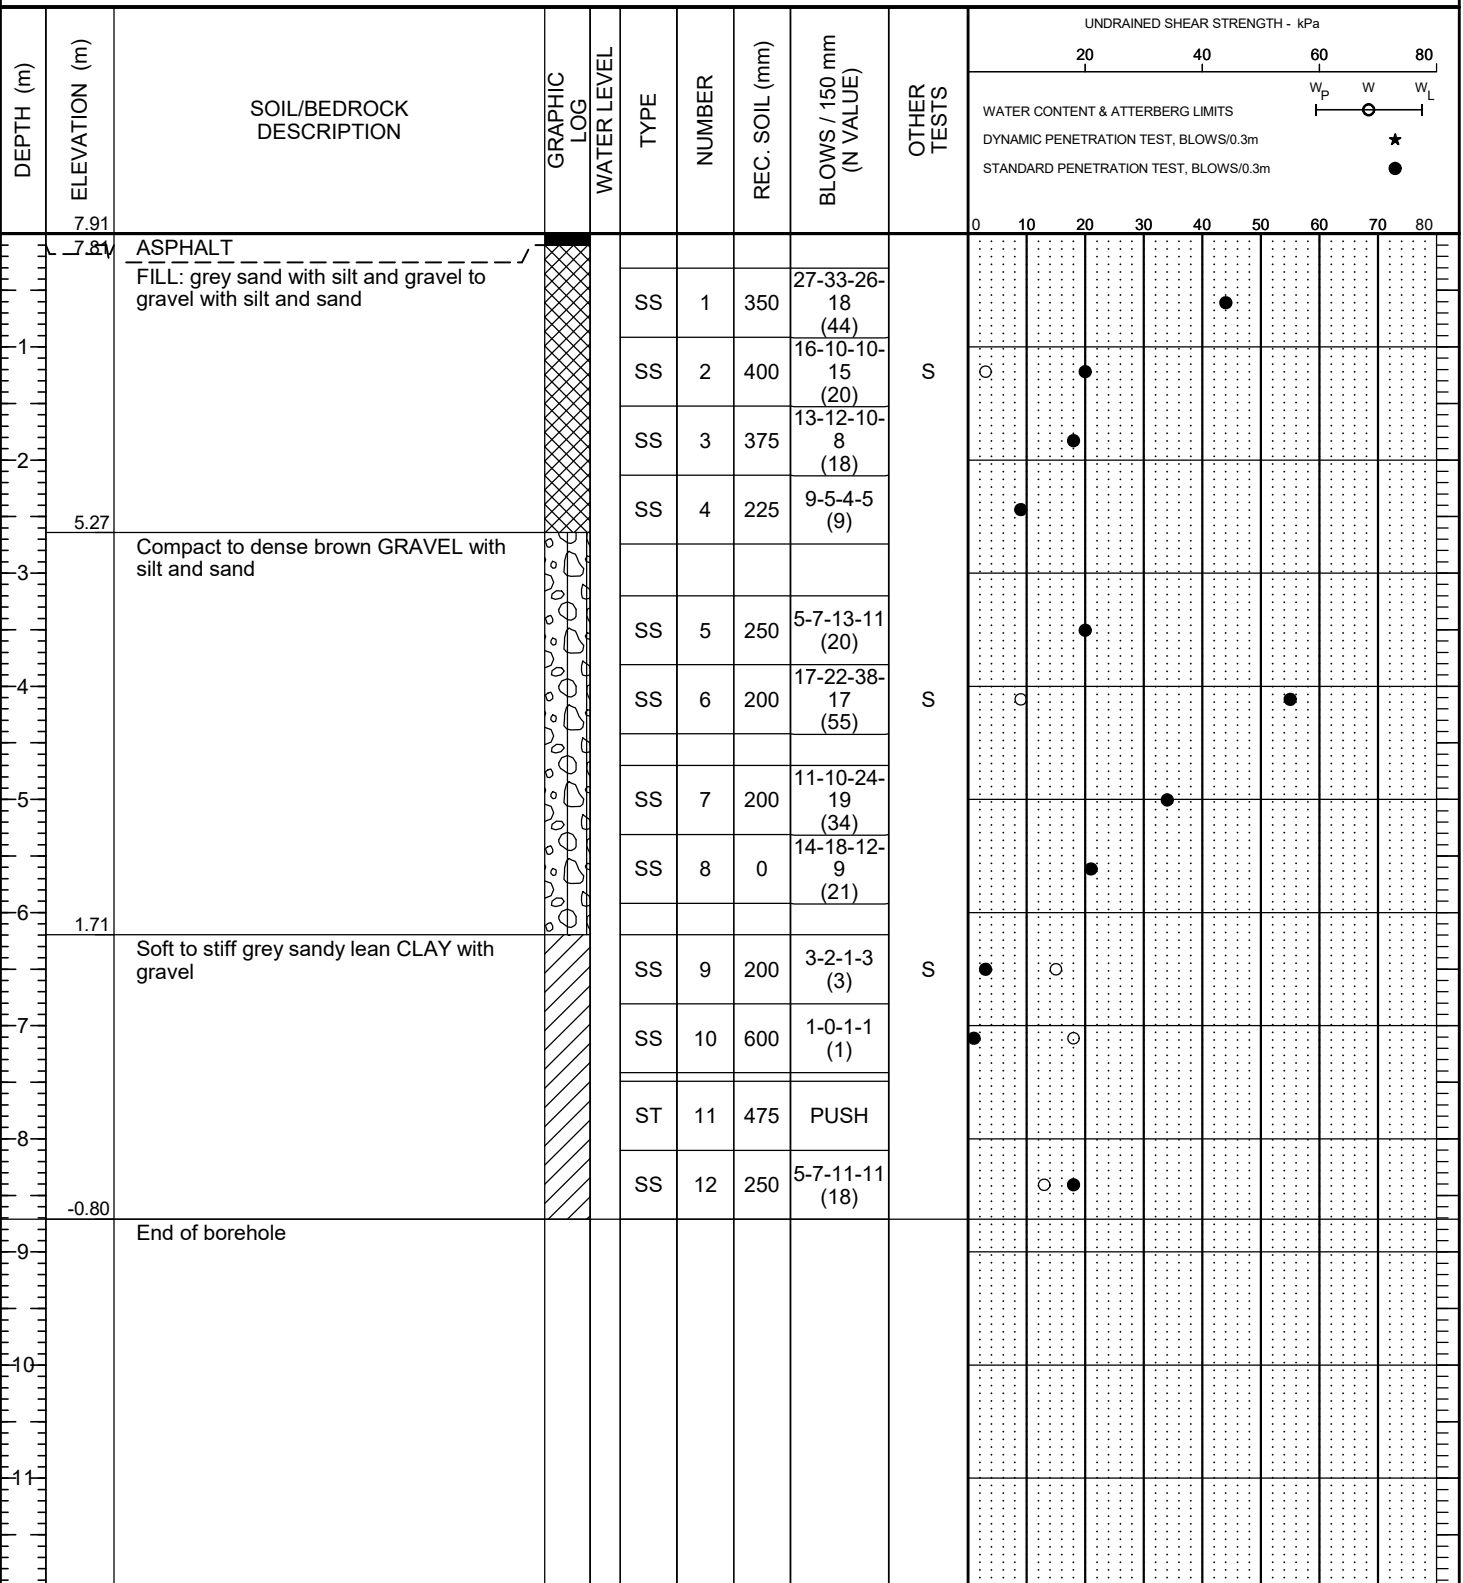 DEPTH (m)
ELEVATION (m)
SOIL/BEDROCK
DESCRIPTION
GRAPHIC
LOG
WATER LEVEL
TYPE
NUMBER
REC. SOIL (mm)
BLOWS / 150 mm
(N VALUE)
OTHER
TESTS
UNDRAINED SHEAR STRENGTH - kPa
20 40 60 80
WP W WL
WATER CONTENT & ATTERBERG LIMITS
DYNAMIC PENETRATION TEST, BLOWS/0.3m
STANDARD PENETRATION TEST, BLOWS/0.3m
0 10 20 30 40 50 60 70 80
7.91
7.81 ASPHALT
FILL: grey sand with silt and gravel to
gravel with silt and sand
SS 1 350 27-33-26-
18
(44)
1
SS 2 400 16-10-10-
15
(20)
S
SS 3 375 13-12-10-
8
(18)
2
SS 4 225 9-5-4-5
(9)
5.27
Compact to dense brown GRAVEL with
silt and sand
3
SS 5 250 5-7-13-11
(20)
4
SS 6 200 17-22-38-
17
(55)
S
5
SS 7 200 11-10-24-
19
(34)
SS 8 0 14-18-12-
9
(21)
6
1.71
Soft to stiff grey sandy lean CLAY with
gravel
SS 9 200 3-2-1-3
(3)
S
7
SS 10 600 1-0-1-1
(1)
ST 11 475 PUSH
8
SS 12 250 5-7-11-11
(18)
-0.80
End of borehole
9
10
11